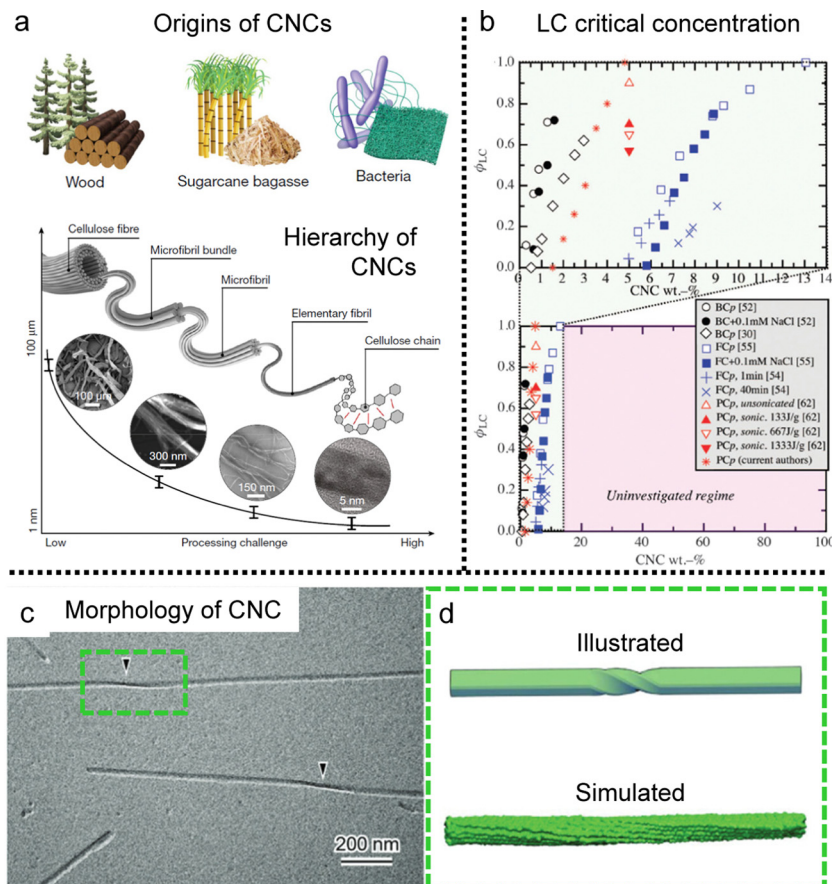 a
Origins of CNCs
Wood
Sugarcane bagasse
Bacteria
Hierarchy of
CNCs
Cellulose fibre
Microfibril bundle
Microfibril
Elementary fibril
Cellulose chain
100 µm
1 nm
100 µm
300 nm
150 nm
5 nm
Low
Processing challenge
High
b
LC critical concentration
ϕLC
1.0
0.8
0.6
0.4
0.2
0
0 1 2 3 4 5 6 7 8 9 10 11 12 13 14
CNC wt.–%
ϕLC
1.0
0.8
0.6
0.4
0.2
0.0
0 20 40 60 80 100
CNC wt.–%
BCp [52]
BC+0.1mM NaCl [52]
BCp [30]
FCp [55]
FC+0.1mM NaCl [55]
FCp, 1min [54]
FCp, 40min [54]
PCp, unsonicated [62]
PCp, sonic. 133J/g [62]
PCp, sonic. 667J/g [62]
PCp, sonic. 1333J/g [62]
PCp (current authors)
Uninvestigated regime
c
Morphology of CNC
200 nm
d
Illustrated
Simulated